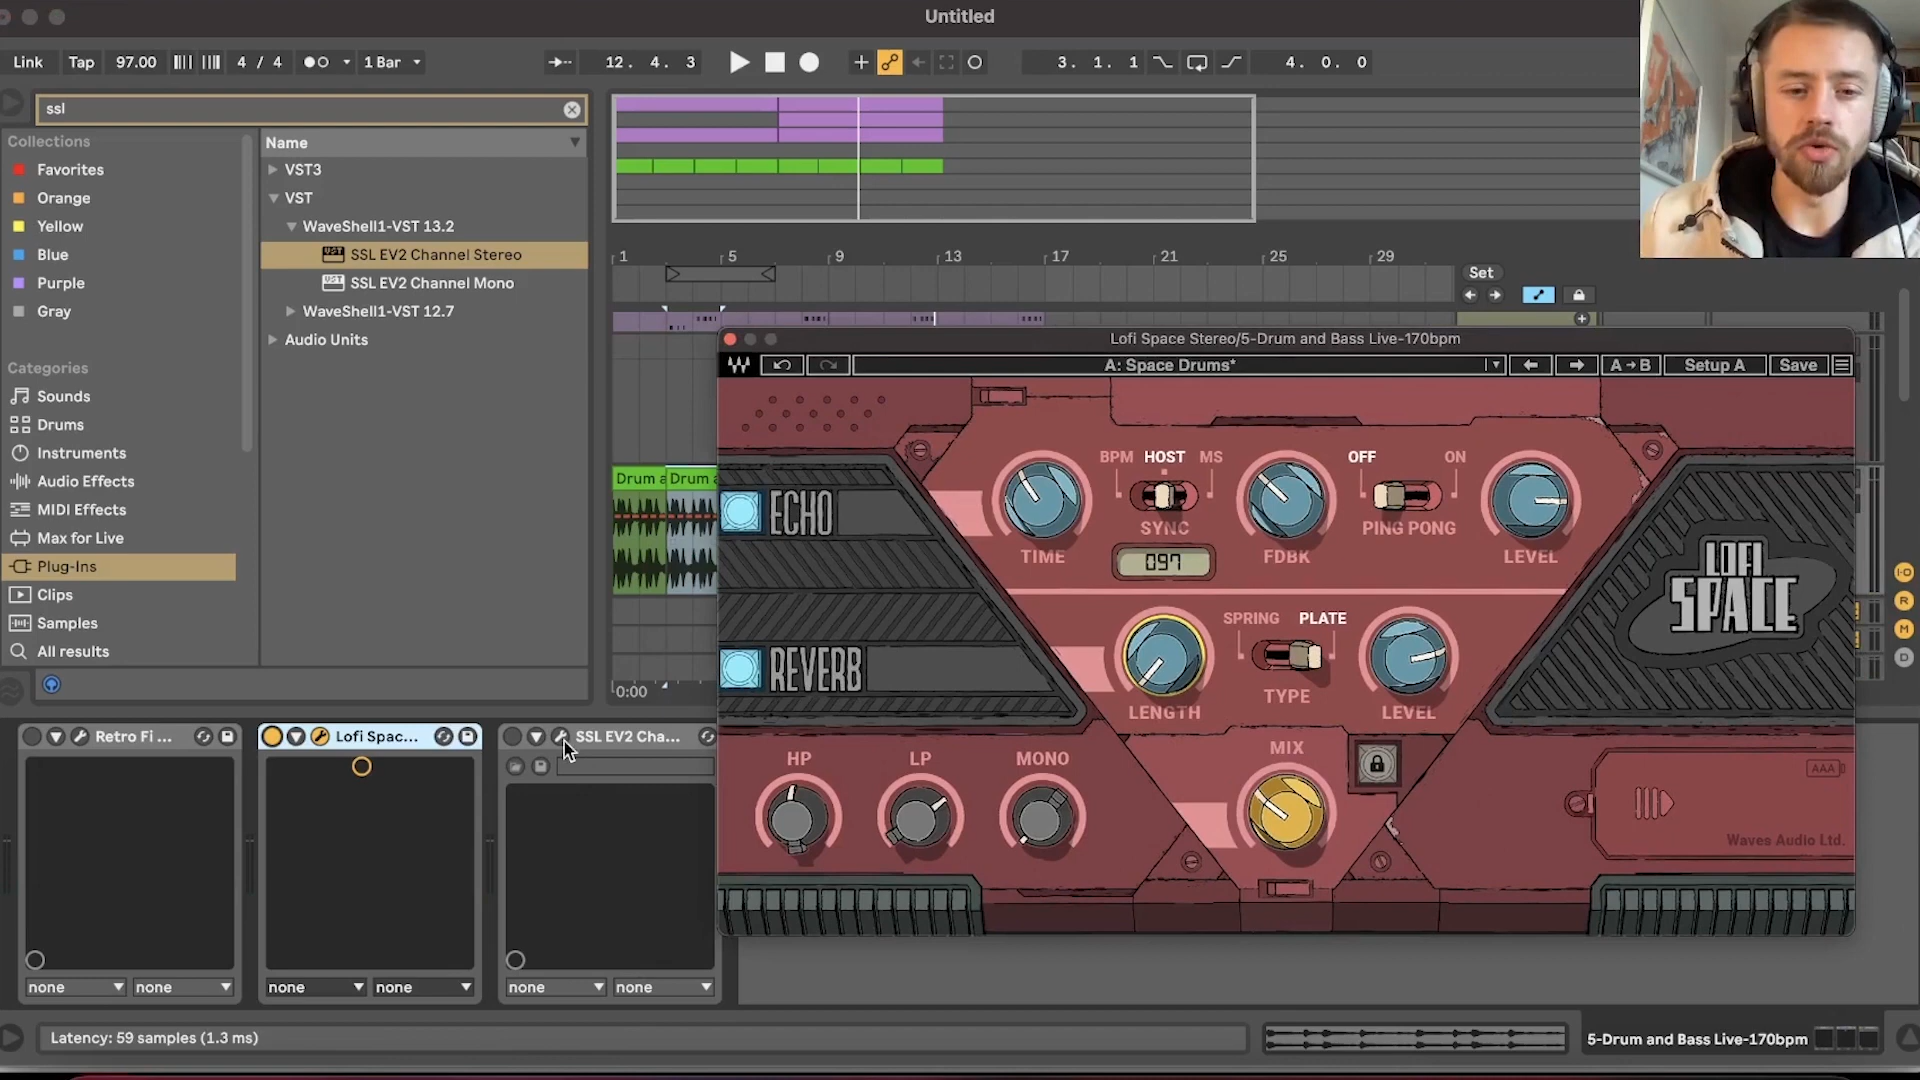 Untitled
Link Tap 97.00 4 / 4 1 Bar 12. 4. 3 3. 1. 1 4. 0. 0
ssl
Collections
Favorites
Orange
Yellow
Blue
Purple
Gray
Categories
Sounds
Drums
Instruments
Audio Effects
MIDI Effects
Max for Live
Plug-Ins
Clips
Samples
All results
Name
VST3
VST
WaveShell1-VST 13.2
VST SSL EV2 Channel Stereo
VST SSL EV2 Channel Mono
WaveShell1-VST 12.7
Audio Units
1 5 9 13 17 21 25 29
Set
Drum a Drum a
0:00
I-O
R
M
D
Lofi Space Stereo/5-Drum and Bass Live-170bpm
A: Space Drums*
A→B Setup A Save
BPM HOST MS OFF ON
ECHO
SYNC PING PONG
TIME FDBK LEVEL
097
LOFI
SPACE
SPRING PLATE
REVERB
TYPE
LENGTH LEVEL
MIX
HP LP MONO
AAA
Waves Audio Ltd.
Retro Fi ... Lofi Spac... SSL EV2 Cha...
none none none none none none
Latency: 59 samples (1.3 ms)
5-Drum and Bass Live-170bpm